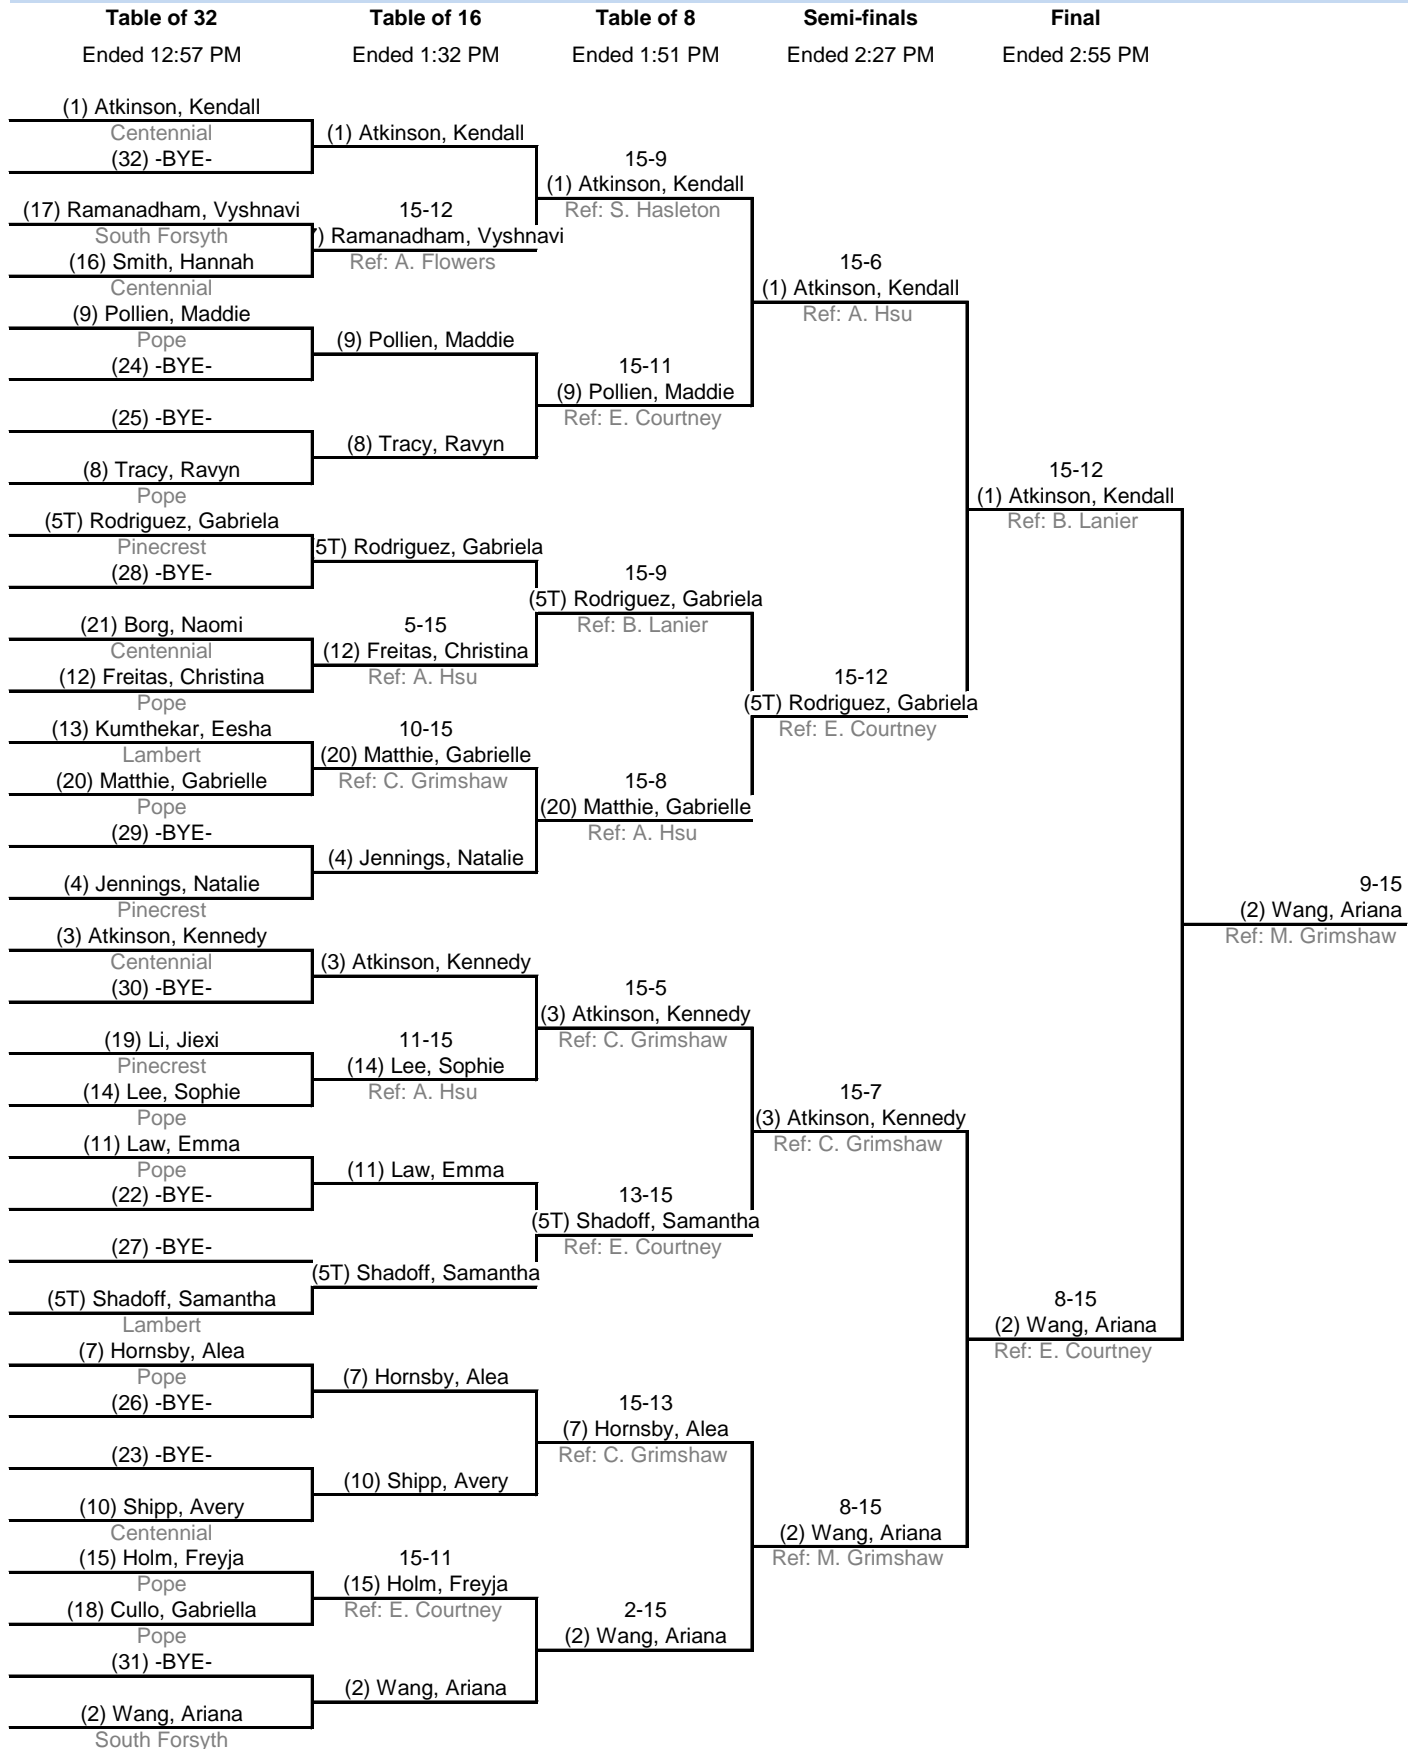 Table of 32
Ended 12:57 PM
(1) Atkinson, Kendall
Centennial
(32) -BYE-
(17) Ramanadham, Vyshnavi
South Forsyth
(16) Smith, Hannah
Centennial
(9) Pollien, Maddie
Pope
(24) -BYE-
(25) -BYE-
(8) Tracy, Ravyn
Pope
(5T) Rodriguez, Gabriela
Pinecrest
(28) -BYE-
(21) Borg, Naomi
Centennial
(12) Freitas, Christina
Pope
(13) Kumthekar, Eesha
Lambert
(20) Matthie, Gabrielle
Pope
(29) -BYE-
(4) Jennings, Natalie
Pinecrest
(3) Atkinson, Kennedy
Centennial
(30) -BYE-
(19) Li, Jiexi
Pinecrest
(14) Lee, Sophie
Pope
(11) Law, Emma
Pope
(22) -BYE-
(27) -BYE-
(5T) Shadoff, Samantha
Lambert
(7) Hornsby, Alea
Pope
(26) -BYE-
(23) -BYE-
(10) Shipp, Avery
Centennial
(15) Holm, Freyja
Pope
(18) Cullo, Gabriella
Pope
(31) -BYE-
(2) Wang, Ariana
South Forsyth
Table of 16
Ended 1:32 PM
(1) Atkinson, Kendall
15-12
7) Ramanadham, Vyshnavi
Ref: A. Flowers
(9) Pollien, Maddie
(8) Tracy, Ravyn
5T) Rodriguez, Gabriela
5-15
(12) Freitas, Christina
Ref: A. Hsu
10-15
(20) Matthie, Gabrielle
Ref: C. Grimshaw
(4) Jennings, Natalie
(3) Atkinson, Kennedy
11-15
(14) Lee, Sophie
Ref: A. Hsu
(11) Law, Emma
(5T) Shadoff, Samantha
(7) Hornsby, Alea
(10) Shipp, Avery
15-11
(15) Holm, Freyja
Ref: E. Courtney
(2) Wang, Ariana
Table of 8
Ended 1:51 PM
15-9
(1) Atkinson, Kendall
Ref: S. Hasleton
15-11
(9) Pollien, Maddie
Ref: E. Courtney
15-9
(5T) Rodriguez, Gabriela
Ref: B. Lanier
15-8
(20) Matthie, Gabrielle
Ref: A. Hsu
15-5
(3) Atkinson, Kennedy
Ref: C. Grimshaw
13-15
(5T) Shadoff, Samantha
Ref: E. Courtney
15-13
(7) Hornsby, Alea
Ref: C. Grimshaw
2-15
(2) Wang, Ariana
Semi-finals
Ended 2:27 PM
15-6
(1) Atkinson, Kendall
Ref: A. Hsu
15-12
(5T) Rodriguez, Gabriela
Ref: E. Courtney
15-7
(3) Atkinson, Kennedy
Ref: C. Grimshaw
8-15
(2) Wang, Ariana
Ref: M. Grimshaw
Final
Ended 2:55 PM
15-12
(1) Atkinson, Kendall
Ref: B. Lanier
8-15
(2) Wang, Ariana
Ref: E. Courtney
9-15
(2) Wang, Ariana
Ref: M. Grimshaw